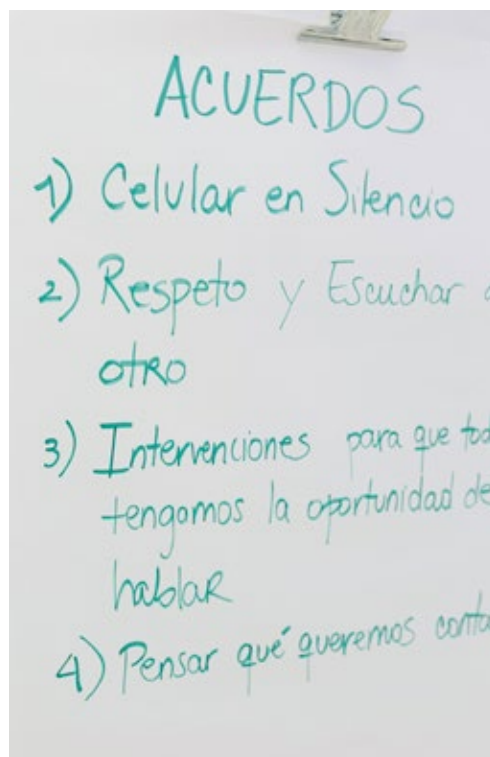 ACUERDOS
1) Celular en Silencio
2) Respeto y Escuchar
otro
3) Intervenciones para que
tengamos la oportunidad de
hablar
4) Pensar qué queremos